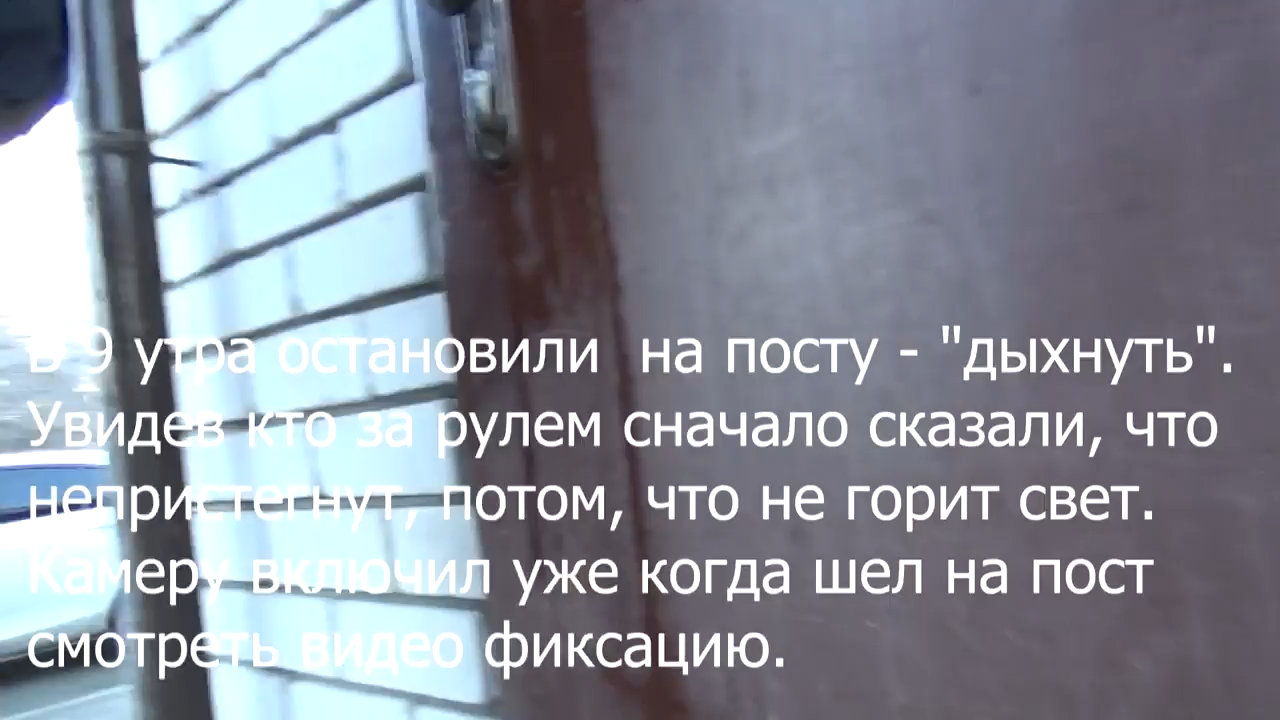 В 9 утра остановили на посту - "дыхнуть".
Увидев кто за рулем сначало сказали, что
непристегнут, потом, что не горит свет.
Камеру включил уже когда шел на пост
смотреть видео фиксацию.